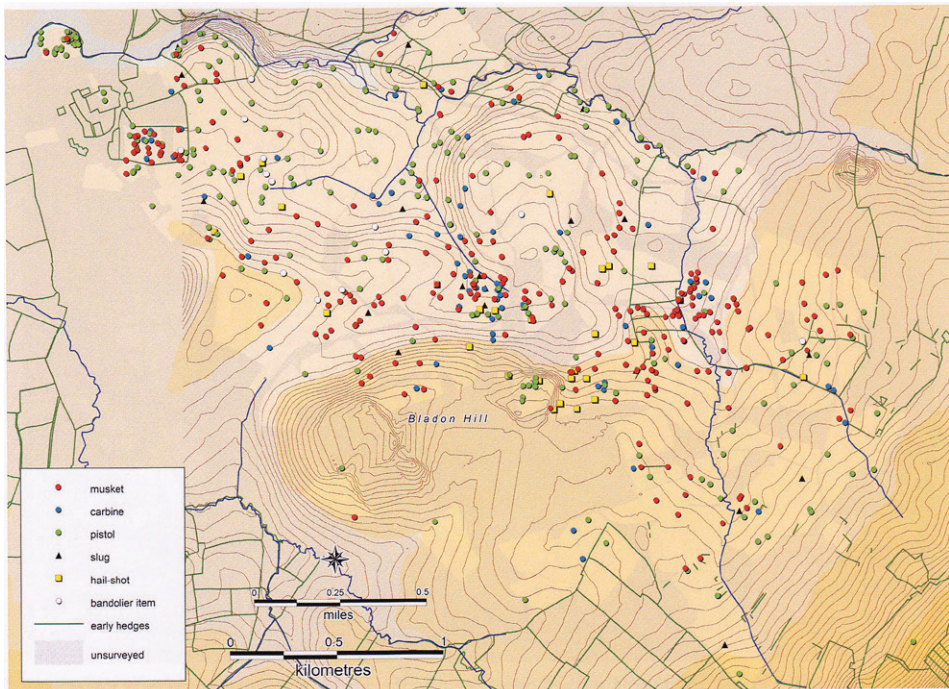 Bladon Hill
musket
carbine
pistol
slug
hail-shot
bandolier item
early hedges
unsurveyed
0 0.25 0.5
miles
0 0.5 1
kilometres